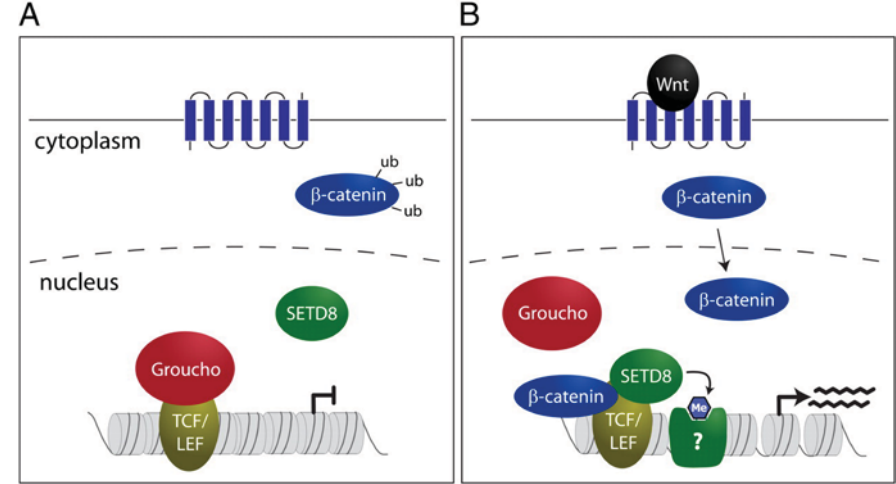 A
cytoplasm
β-catenin
ub
ub
ub
nucleus
SETD8
Groucho
TCF/
LEF
B
Wnt
β-catenin
β-catenin
Groucho
SETD8
β-catenin
Me
TCF/
LEF
?